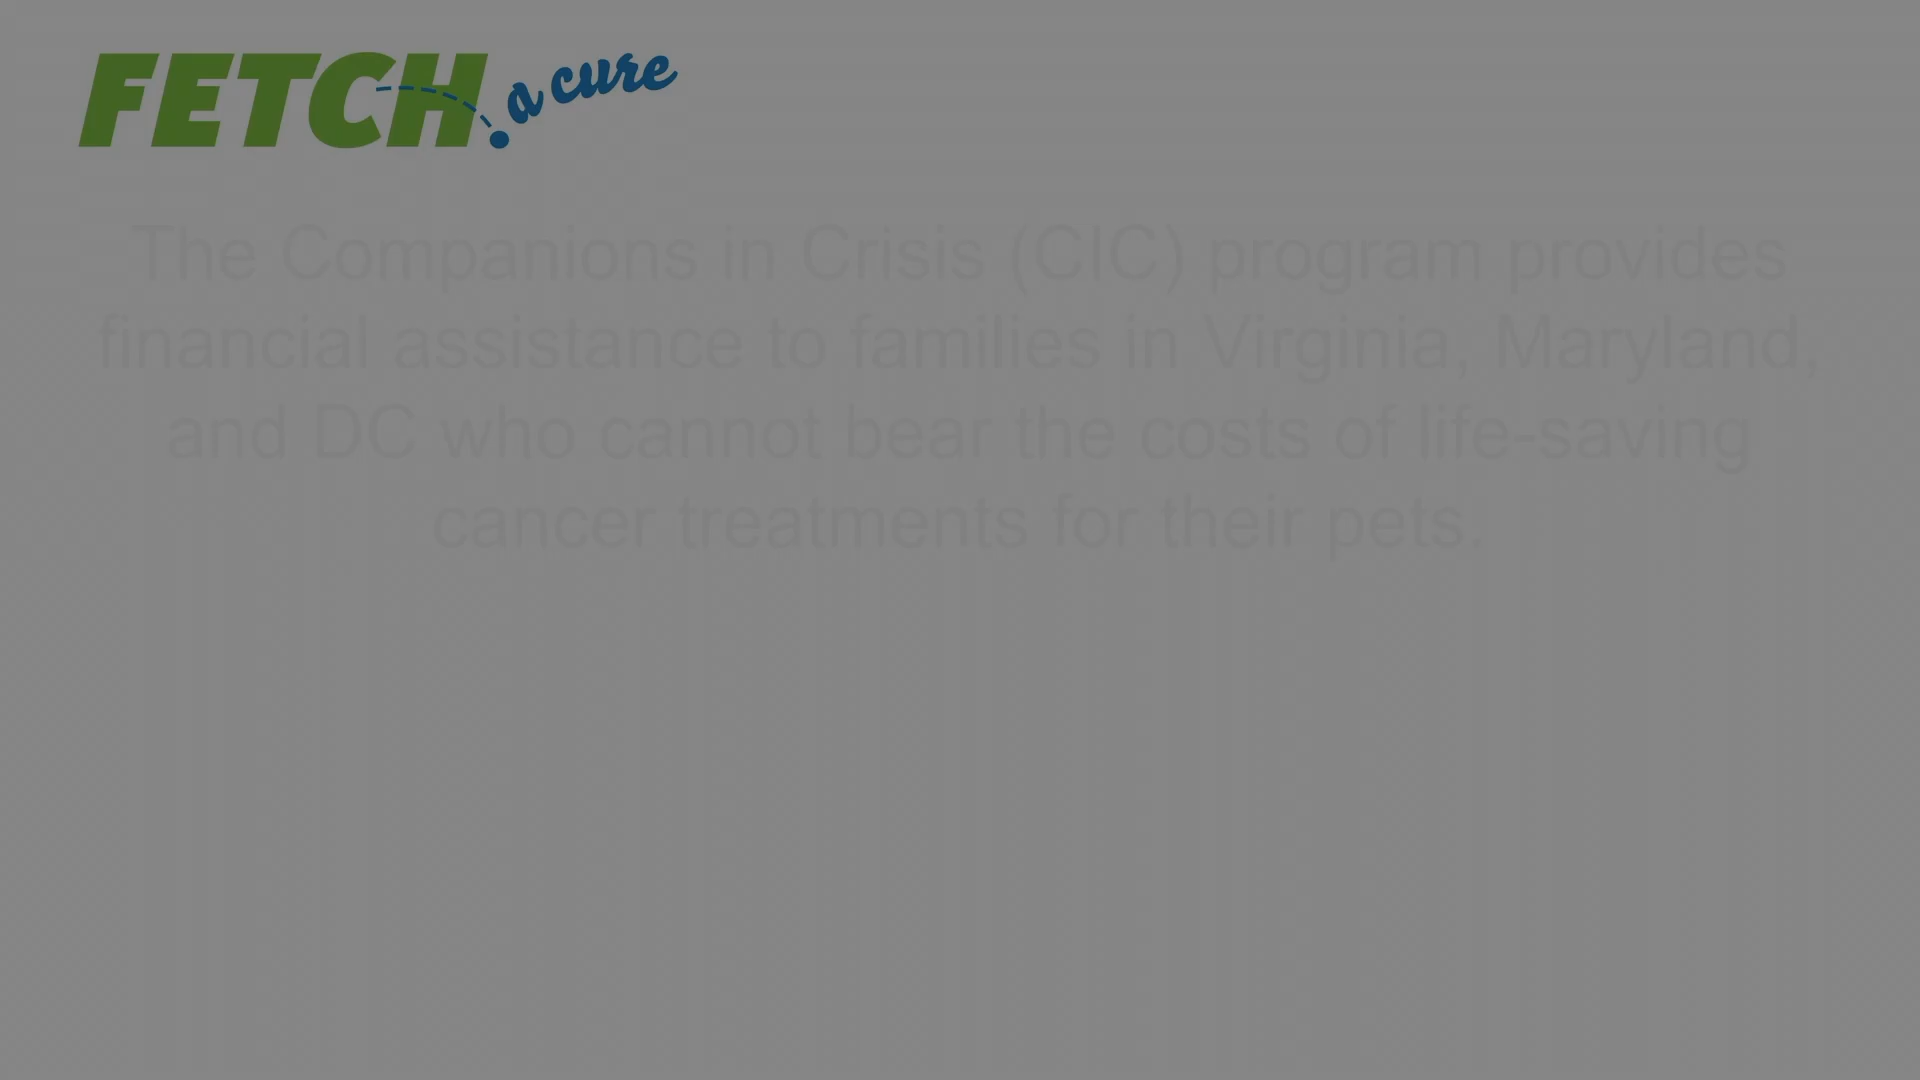 FETCH a cure
The Companions in Crisis (CIC) program provides
financial assistance to families in Virginia, Maryland,
and DC who cannot bear the costs of life-saving
cancer treatments for their pets.